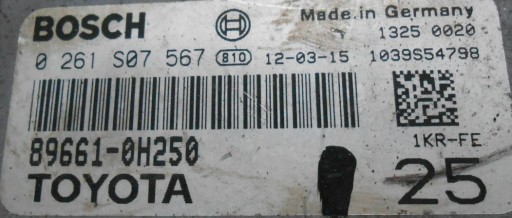 BOSCH
Made.in Germany
1325 0020
0 261 S07 567 810 12-03-15 1039S54798
89661-0H250
1KR-FE
TOYOTA
25